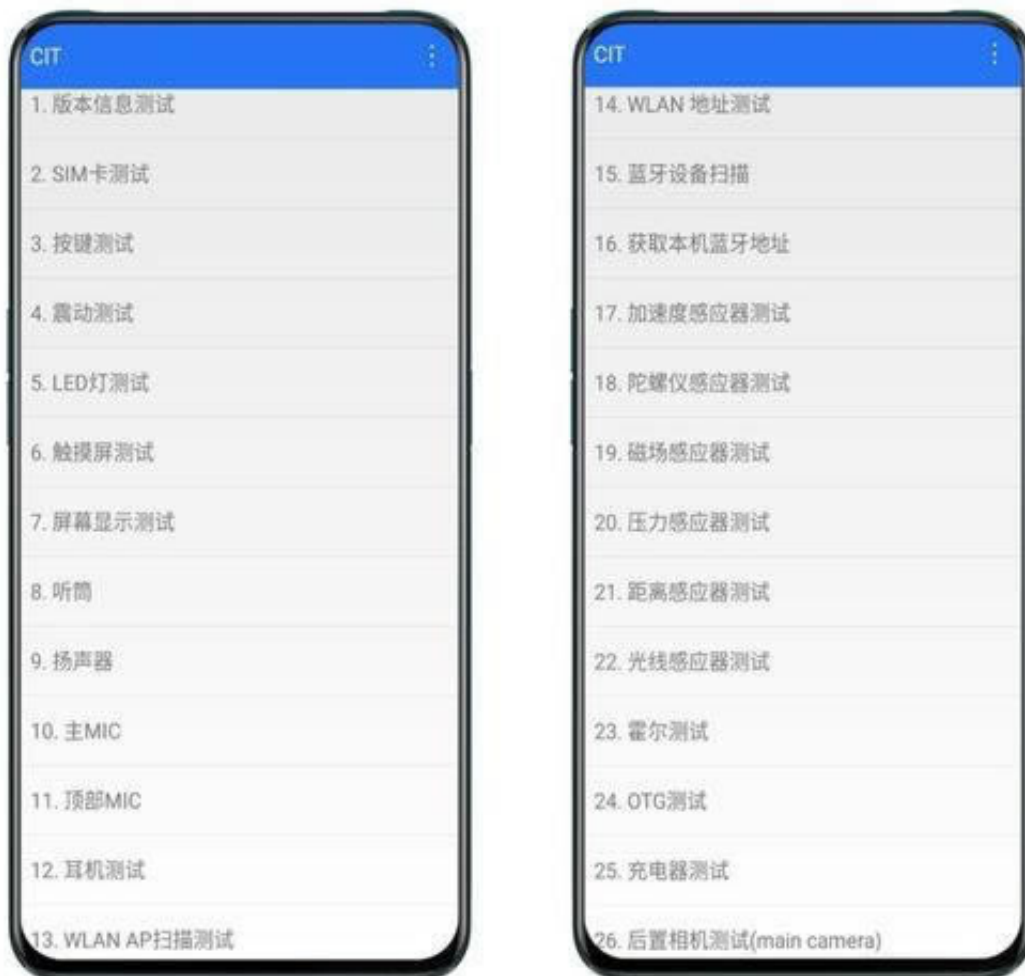 CIT
1. 版本信息测试
2. SIM卡测试
3. 按键测试
4. 震动测试
5. LED灯测试
6. 触摸屏测试
7. 屏幕显示测试
8. 听筒
9. 扬声器
10. 主MIC
11. 顶部MIC
12. 耳机测试
13. WLAN AP扫描测试
CIT
14. WLAN 地址测试
15. 蓝牙设备扫描
16. 获取本机蓝牙地址
17. 加速度感应器测试
18. 陀螺仪感应器测试
19. 磁场感应器测试
20. 压力感应器测试
21. 距离感应器测试
22. 光线感应器测试
23. 霍尔测试
24. OTG测试
25. 充电器测试
26. 后置相机测试(main camera)